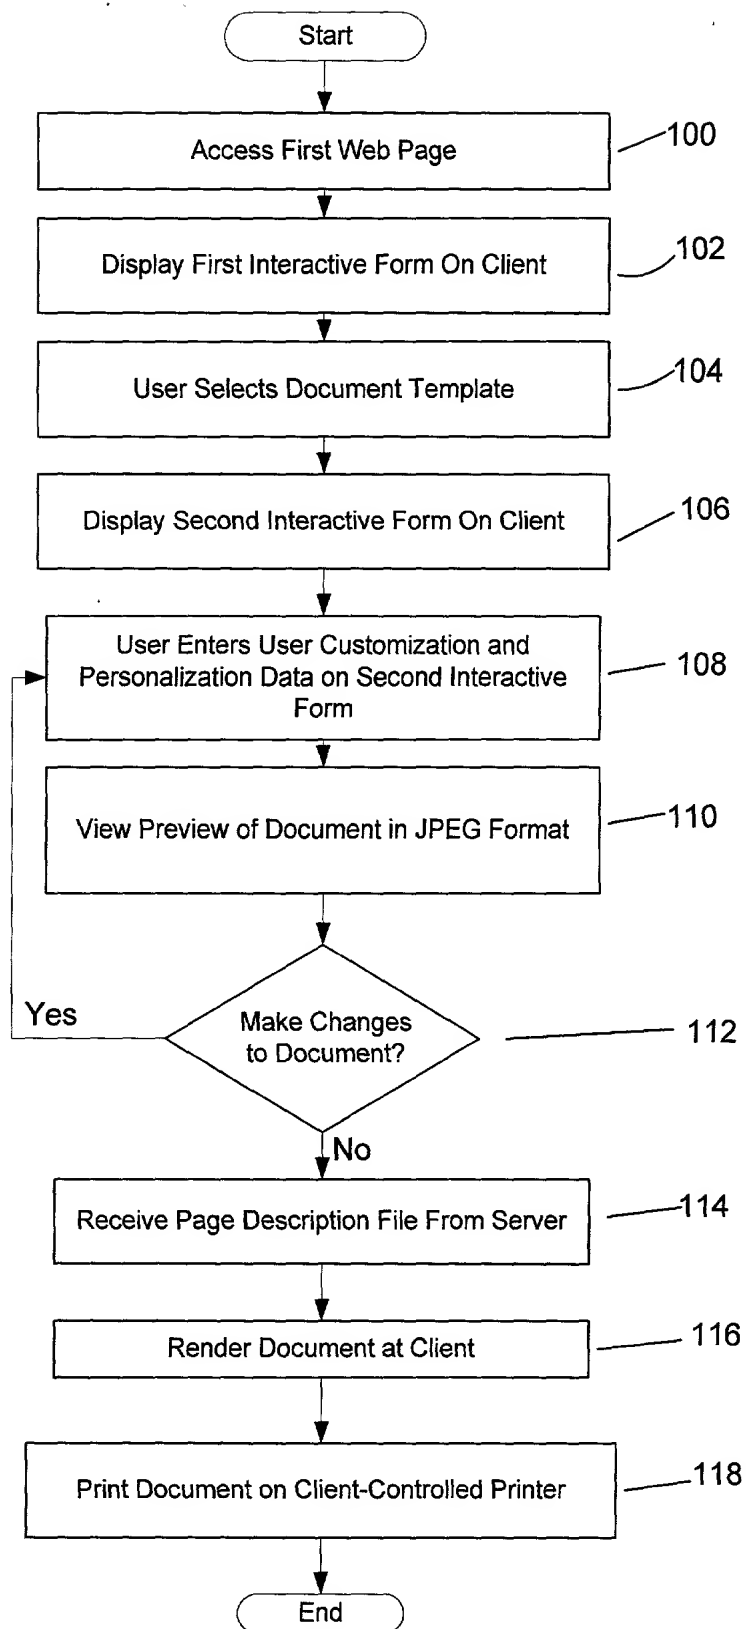 Start
Access First Web Page
100
Display First Interactive Form On Client
102
User Selects Document Template
104
Display Second Interactive Form On Client
106
User Enters User Customization and
Personalization Data on Second Interactive
Form
108
View Preview of Document in JPEG Format
110
Make Changes
to Document?
112
Yes
No
Receive Page Description File From Server
114
Render Document at Client
116
Print Document on Client-Controlled Printer
118
End